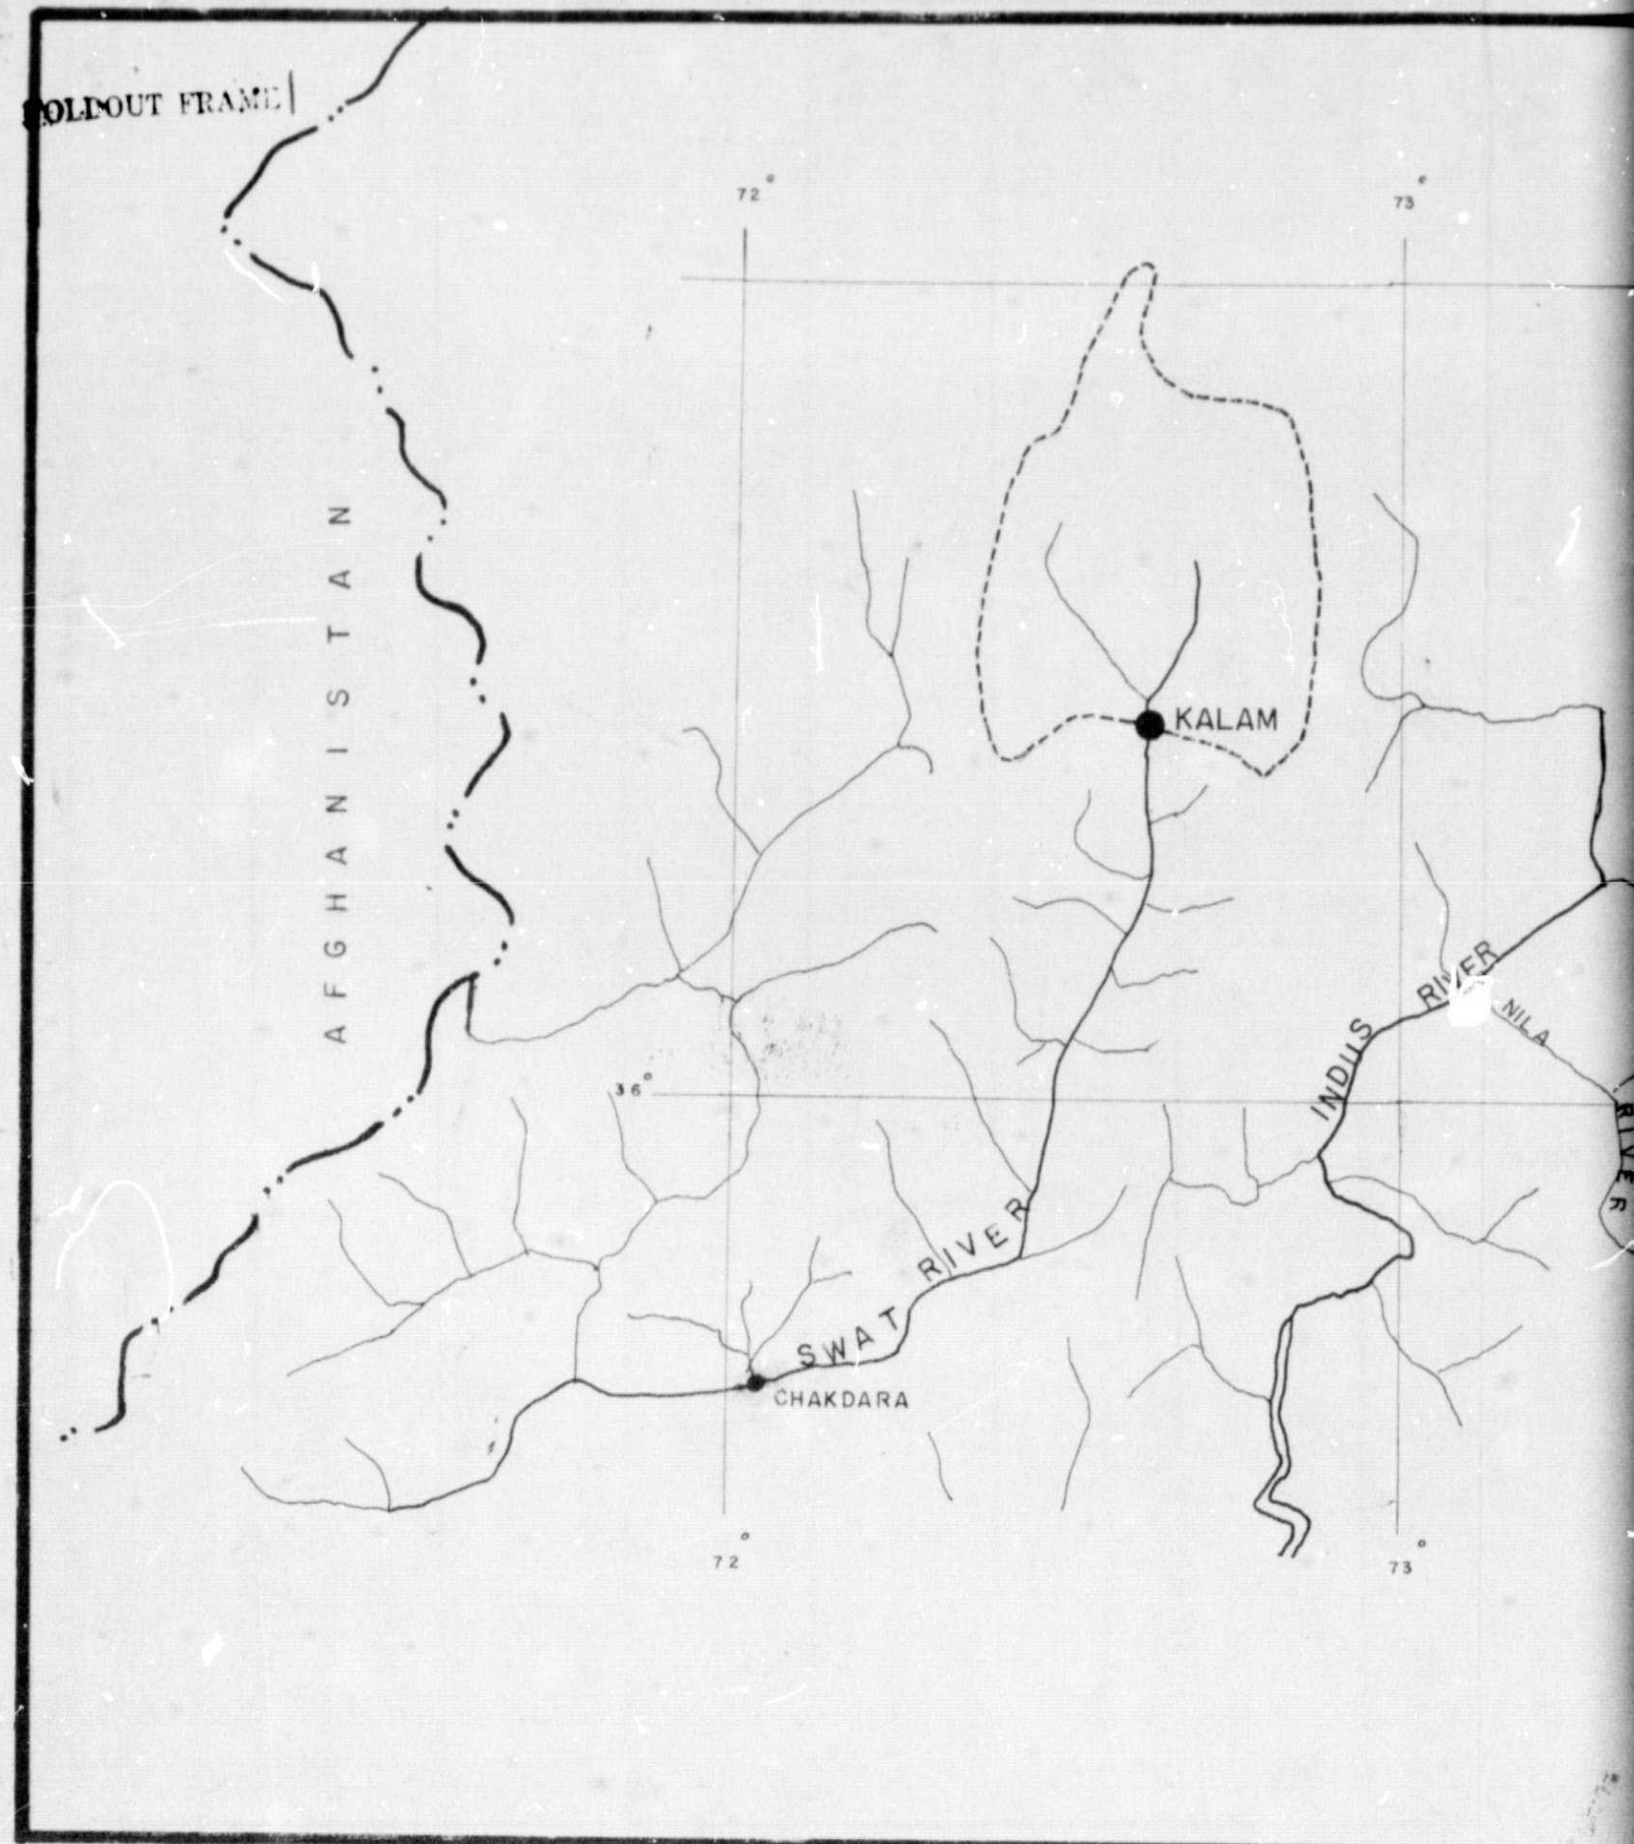 FOLDOUT FRAME
72°
73°
AFGHANISTAN
KALAM
INDUS RIVER
NILA
36°
RIVER
SWAT RIVER
CHAKDARA
72°
73°